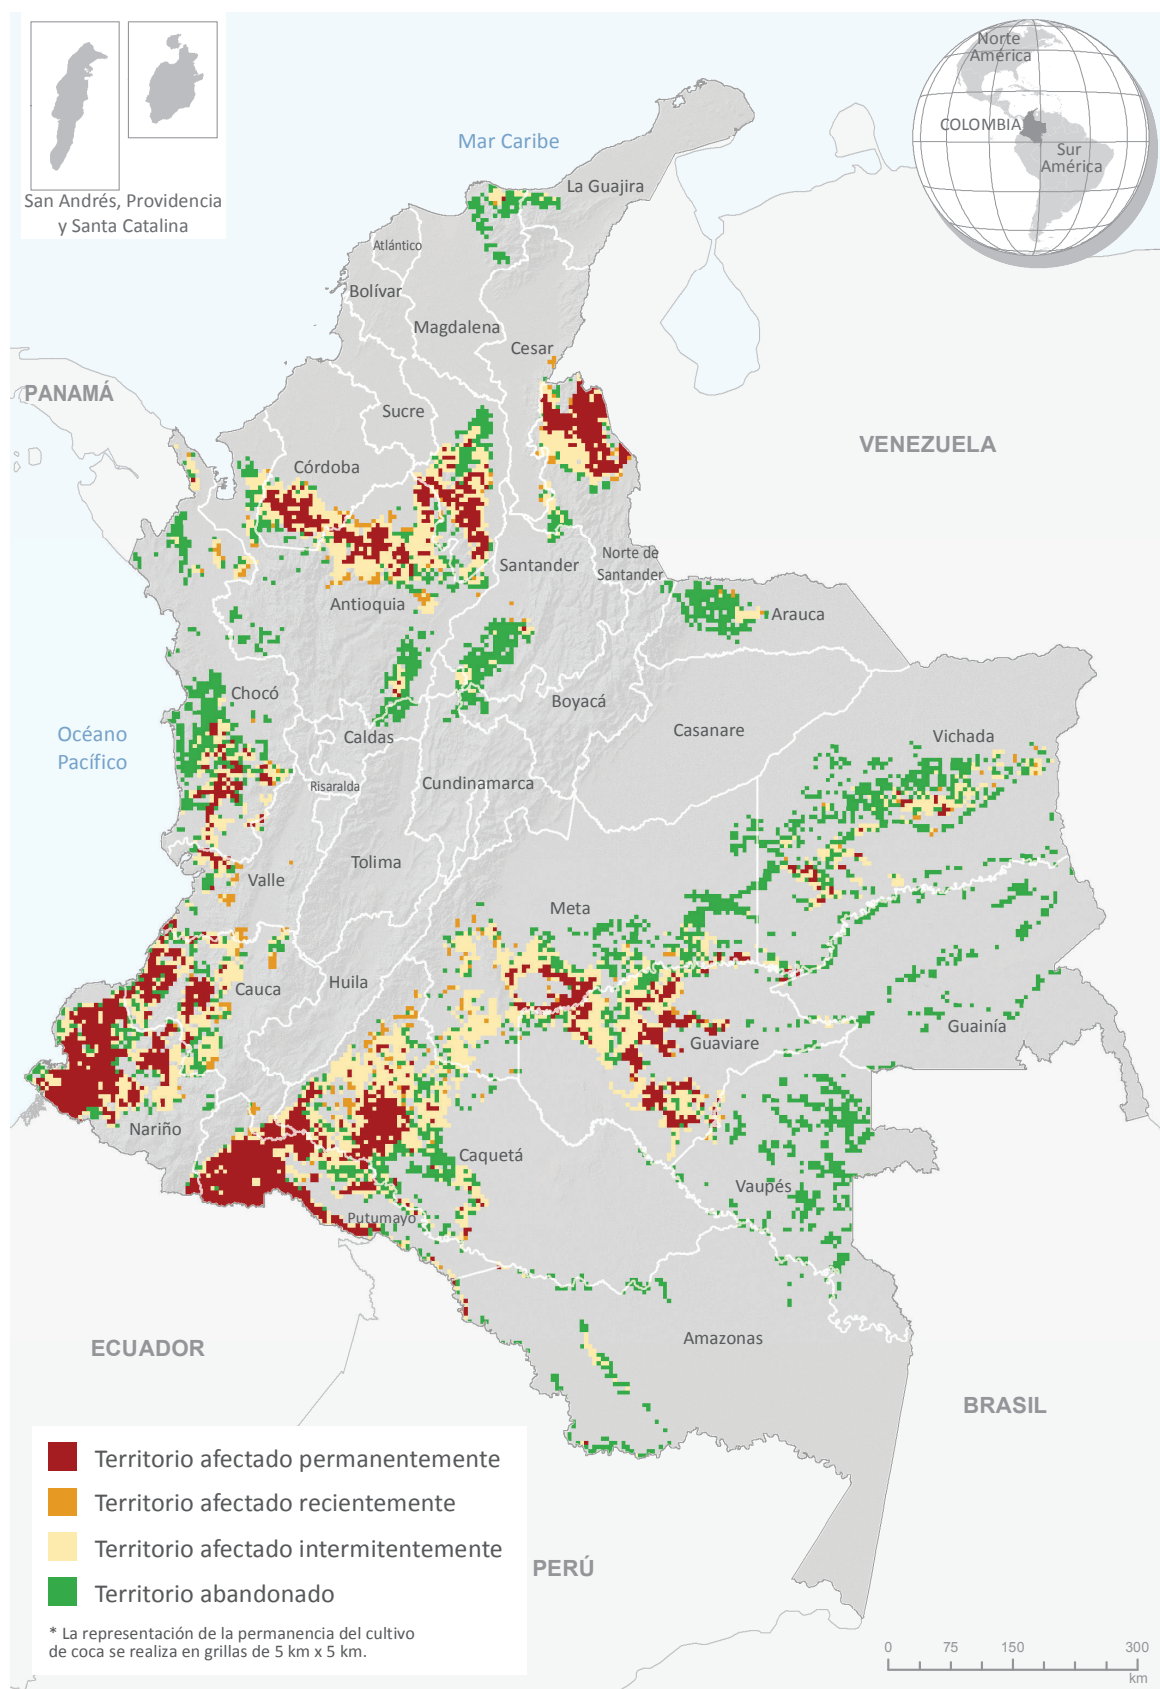 Norte
América
COLOMBIA
Sur
América
Mar Caribe
La Guajira
San Andrés, Providencia
y Santa Catalina
Atlántico
Bolívar
Magdalena
Cesar
PANAMÁ
Sucre
VENEZUELA
Córdoba
Santander
Norte de
Santander
Antioquia
Arauca
Chocó
Boyacá
Océano
Pacífico
Caldas
Casanare
Vichada
Risaralda
Cundinamarca
Tolima
Valle
Meta
Cauca
Huila
Guaviare
Guainía
Nariño
Caquetá
Vaupés
Putumayo
Amazonas
ECUADOR
BRASIL
PERÚ
Territorio afectado permanentemente
Territorio afectado recientemente
Territorio afectado intermitentemente
Territorio abandonado
* La representación de la permanencia del cultivo
de coca se realiza en grillas de 5 km x 5 km.
0 75 150 300
km